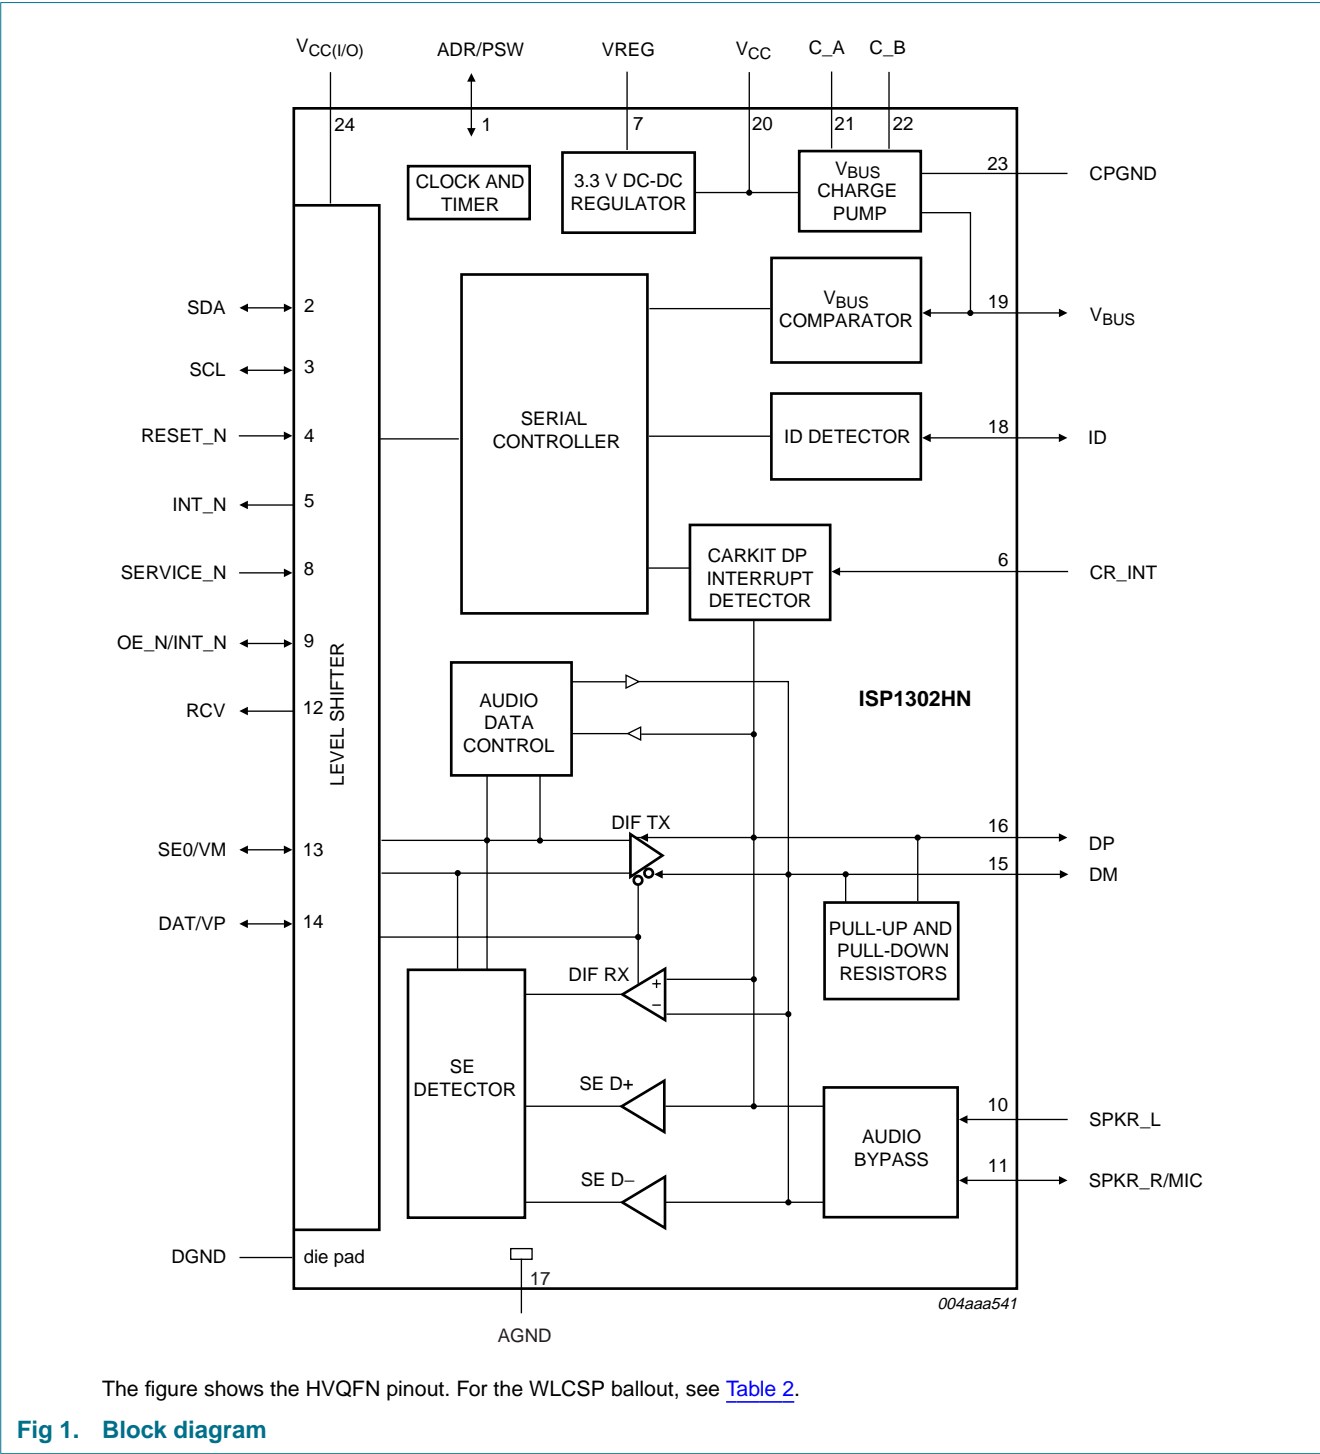 VCC(I/O) ADR/PSW VREG VCC C_A C_B
24 1 7 20 21 22
CLOCK AND
TIMER
3.3 V DC-DC
REGULATOR
VBUS
CHARGE
PUMP
23 CPGND
SDA 2
SCL 3
RESET_N 4
INT_N 5
SERVICE_N 8
OE_N/INT_N 9
RCV 12
SE0/VM 13
DAT/VP 14
LEVEL SHIFTER
SERIAL
CONTROLLER
VBUS
COMPARATOR
19 VBUS
ID DETECTOR
18 ID
CARKIT DP
INTERRUPT
DETECTOR
6 CR_INT
AUDIO
DATA
CONTROL
ISP1302HN
DIF TX
16 DP
15 DM
PULL-UP AND
PULL-DOWN
RESISTORS
DIF RX
+
−
SE
DETECTOR
SE D+
SE D−
AUDIO
BYPASS
10 SPKR_L
11 SPKR_R/MIC
DGND die pad
17
AGND
004aaa541
The figure shows the HVQFN pinout. For the WLCSP ballout, see Table 2.
Fig 1. Block diagram